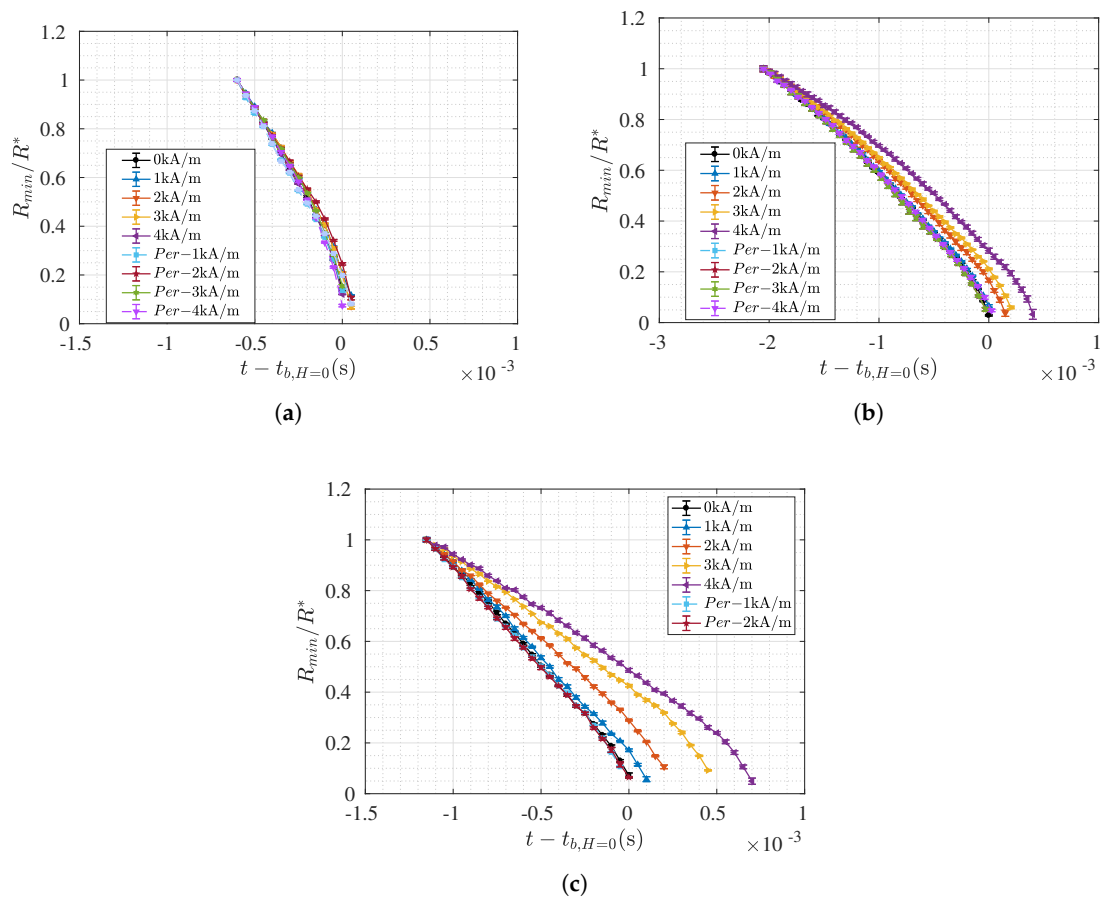 1.2
1
0.8
0.6
0.4
0.2
0
R_min/R*
0kA/m
1kA/m
2kA/m
3kA/m
4kA/m
Per−1kA/m
Per−2kA/m
Per−3kA/m
Per−4kA/m
-1.5 -1 -0.5 0 0.5 1
t − t_b,H=0(s)
×10 -3
(a)
1.2
1
0.8
0.6
0.4
0.2
0
R_min/R*
0kA/m
1kA/m
2kA/m
3kA/m
4kA/m
Per−1kA/m
Per−2kA/m
Per−3kA/m
Per−4kA/m
-3 -2 -1 0 1
t − t_b,H=0(s)
×10 -3
(b)
1.2
1
0.8
0.6
0.4
0.2
0
R_min/R*
0kA/m
1kA/m
2kA/m
3kA/m
4kA/m
Per−1kA/m
Per−2kA/m
-1.5 -1 -0.5 0 0.5 1
t − t_b,H=0(s)
×10 -3
(c)